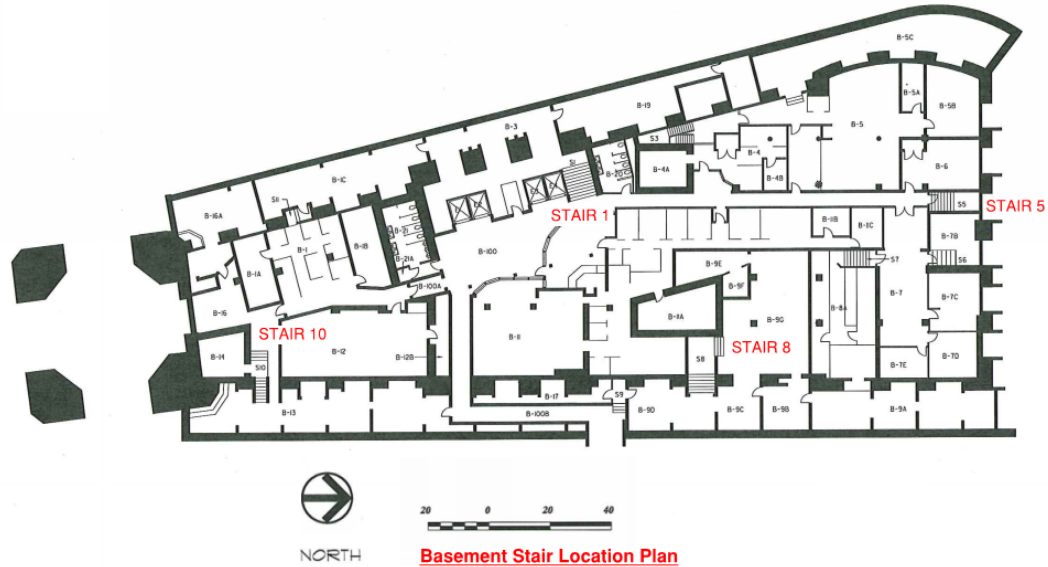 B-5C
B-5A
B-5B
B-19
B-3
B-5
S3
B-4
B-20
S1
B-4A
B-4B
B-6
B-1C
S11
B-16A
S5
STAIR 5
STAIR 1
B-21
B-1
B-1B
B-11B
B-11C
B-7B
B-100
B-21A
B-1A
B-9E
S7
S6
B-100A
B-9F
B-16
B-11A
B-9G
B-8A
B-7
B-7C
STAIR 10
B-11
STAIR 8
B-14
B-12
B-12B
S8
B-7E
B-7D
S10
B-17
S9
B-13
B-100B
B-9D
B-9C
B-9B
B-9A
20 0 20 40
NORTH
Basement Stair Location Plan